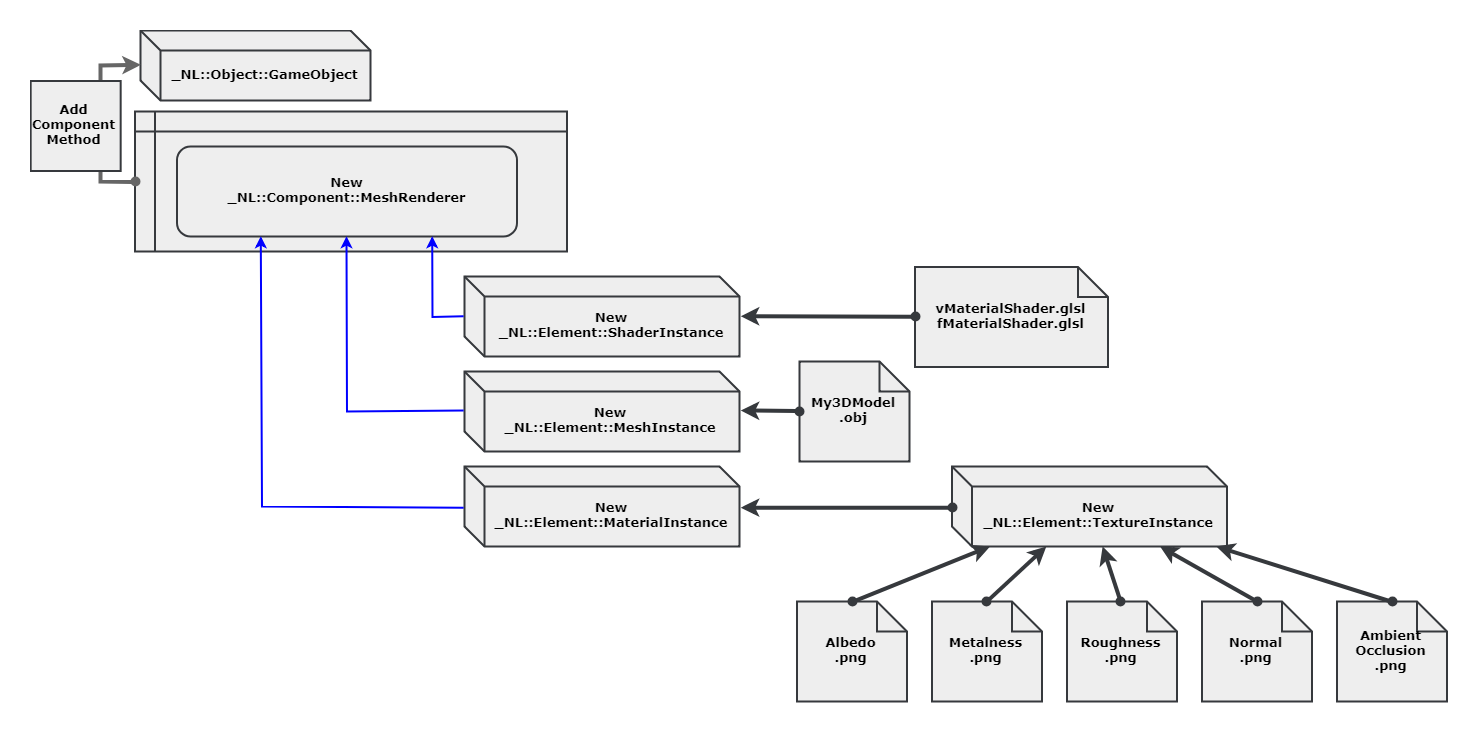 _NL::Object::GameObject
Add
Component
Method
New
_NL::Component::MeshRenderer
New
_NL::Element::ShaderInstance
vMaterialShader.glsl
fMaterialShader.glsl
New
_NL::Element::MeshInstance
My3DModel
.obj
New
_NL::Element::MaterialInstance
New
_NL::Element::TextureInstance
Albedo
.png
Metalness
.png
Roughness
.png
Normal
.png
Ambient
Occlusion
.png